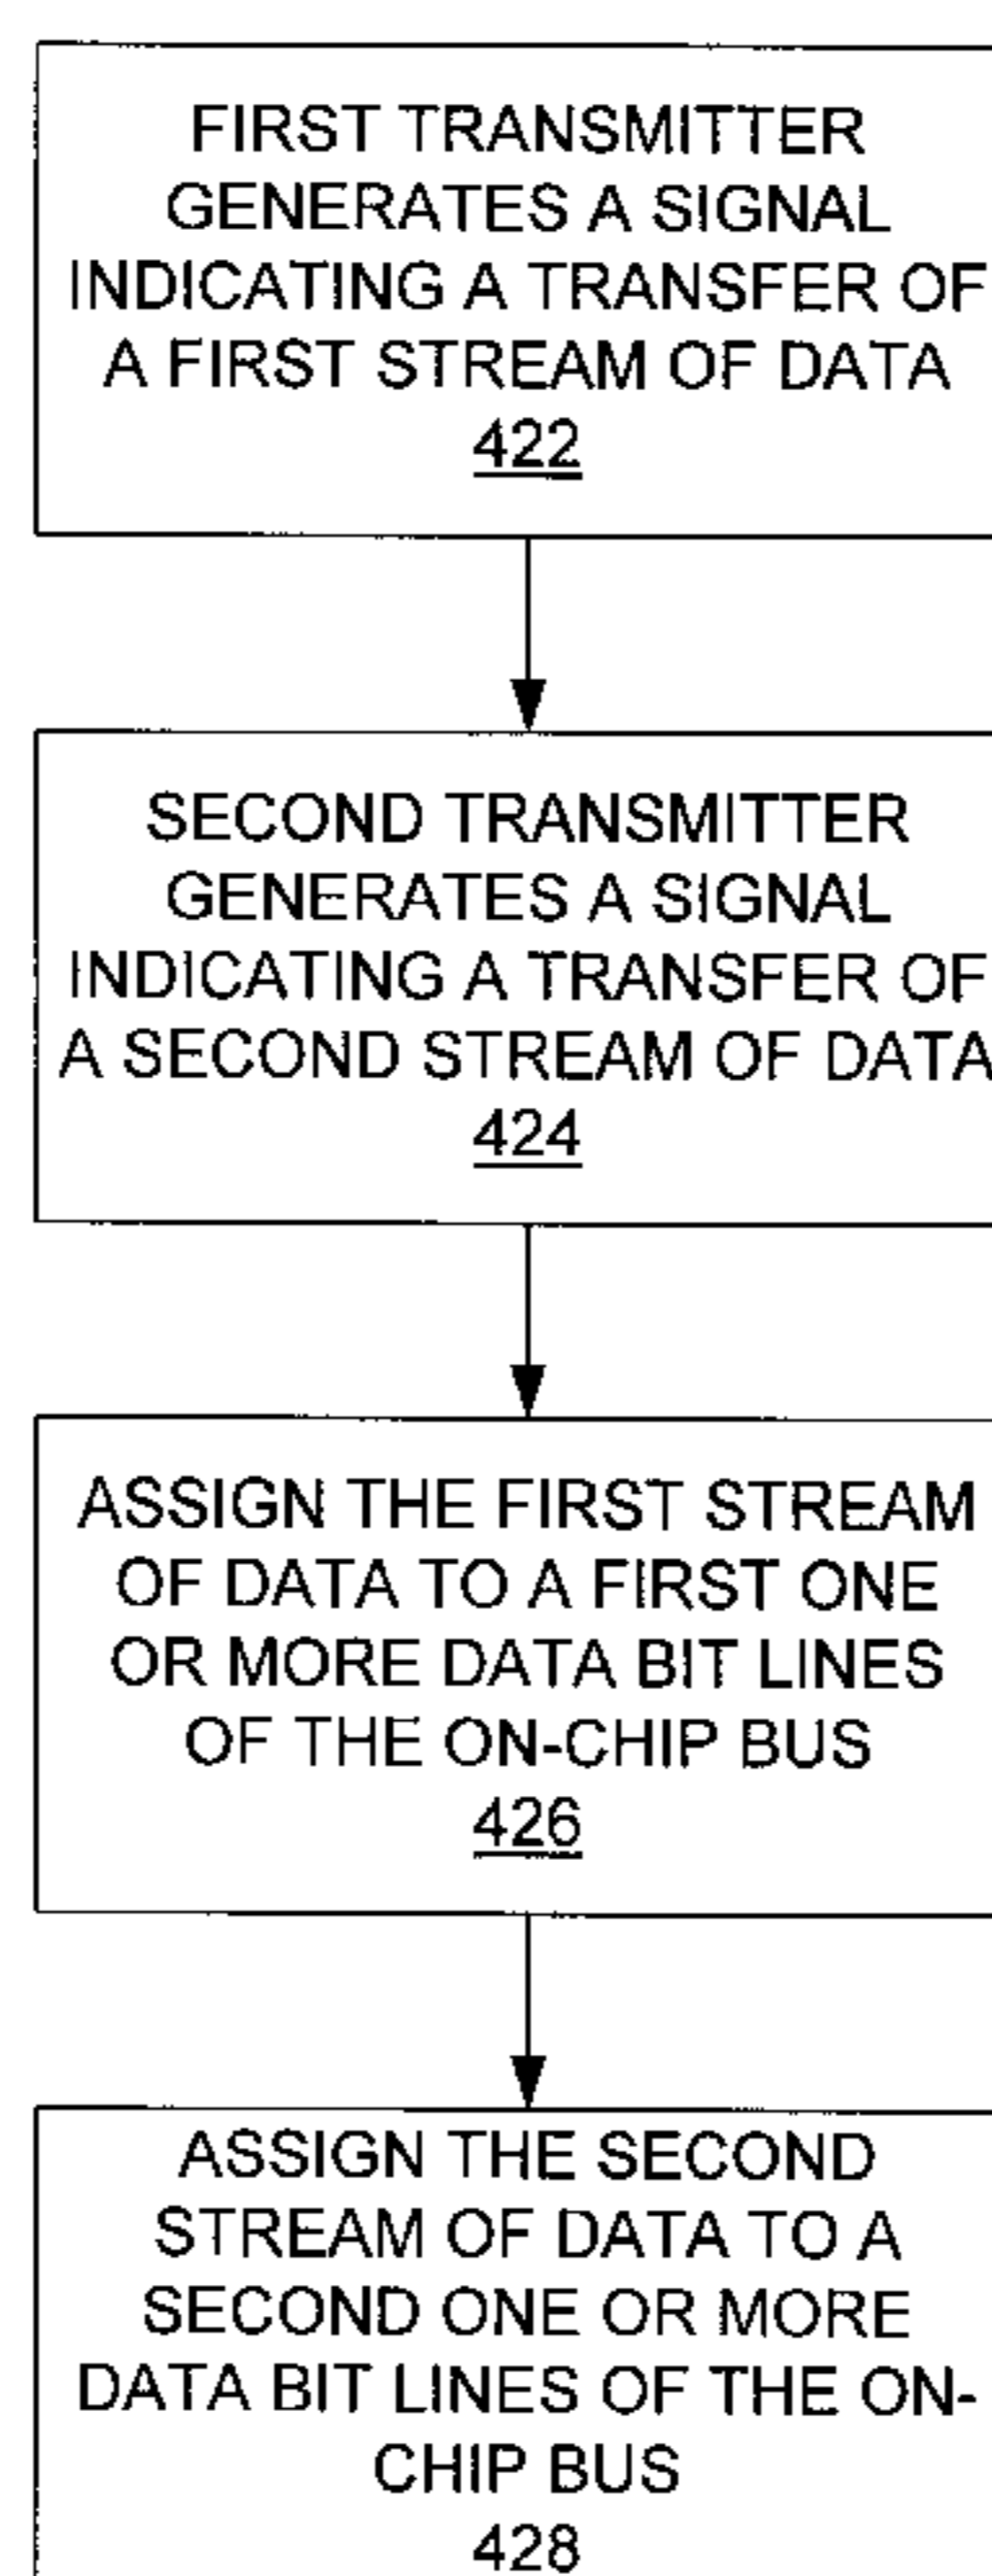 FIRST TRANSMITTER
GENERATES A SIGNAL
INDICATING A TRANSFER OF
A FIRST STREAM OF DATA
422
SECOND TRANSMITTER
GENERATES A SIGNAL
INDICATING A TRANSFER OF
A SECOND STREAM OF DATA
424
ASSIGN THE FIRST STREAM
OF DATA TO A FIRST ONE
OR MORE DATA BIT LINES
OF THE ON-CHIP BUS
426
ASSIGN THE SECOND
STREAM OF DATA TO A
SECOND ONE OR MORE
DATA BIT LINES OF THE ON-
CHIP BUS
428